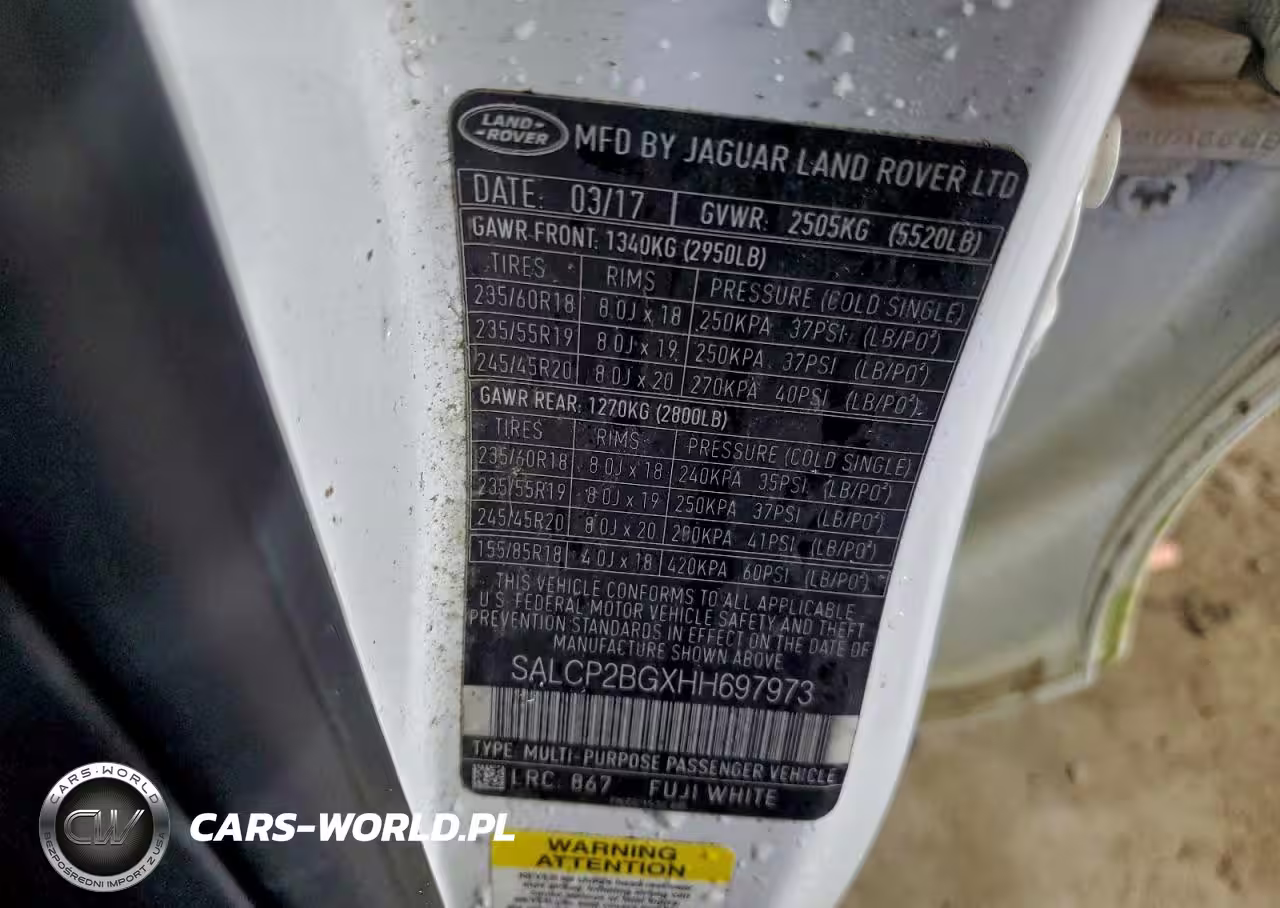 LAND-
-ROVER
MFD BY JAGUAR LAND ROVER LTD
DATE: 03/17 GVWR: 2505KG (5520LB)
GAWR FRONT: 1340KG (2950LB)
TIRES RIMS PRESSURE (COLD SINGLE)
235/60R18 8.0J x 18 250KPA 37PSI (LB/PO²)
235/55R19 8.0J x 19 250KPA 37PSI (LB/PO²)
245/45R20 8.0J x 20 270KPA 40PSI (LB/PO²)
GAWR REAR: 1270KG (2800LB)
TIRES RIMS PRESSURE (COLD SINGLE)
235/60R18 8.0J x 18 240KPA 35PSI (LB/PO²)
235/55R19 8.0J x 19 250KPA 37PSI (LB/PO²)
245/45R20 8.0J x 20 280KPA 41PSI (LB/PO²)
155/85R18 4.0J x 18 420KPA 60PSI (LB/PO²)
THIS VEHICLE CONFORMS TO ALL APPLICABLE
U.S. FEDERAL MOTOR VEHICLE SAFETY AND THEFT
PREVENTION STANDARDS IN EFFECT ON THE DATE OF
MANUFACTURE SHOWN ABOVE
SALCP2BGXHH697973
TYPE: MULTI-PURPOSE PASSENGER VEHICLE
LRC: 867 FUJI WHITE
WARNING
ATTENTION
CARS-WORLD
CW
BEZPOŚREDNI IMPORT Z USA
CARS-WORLD.PL